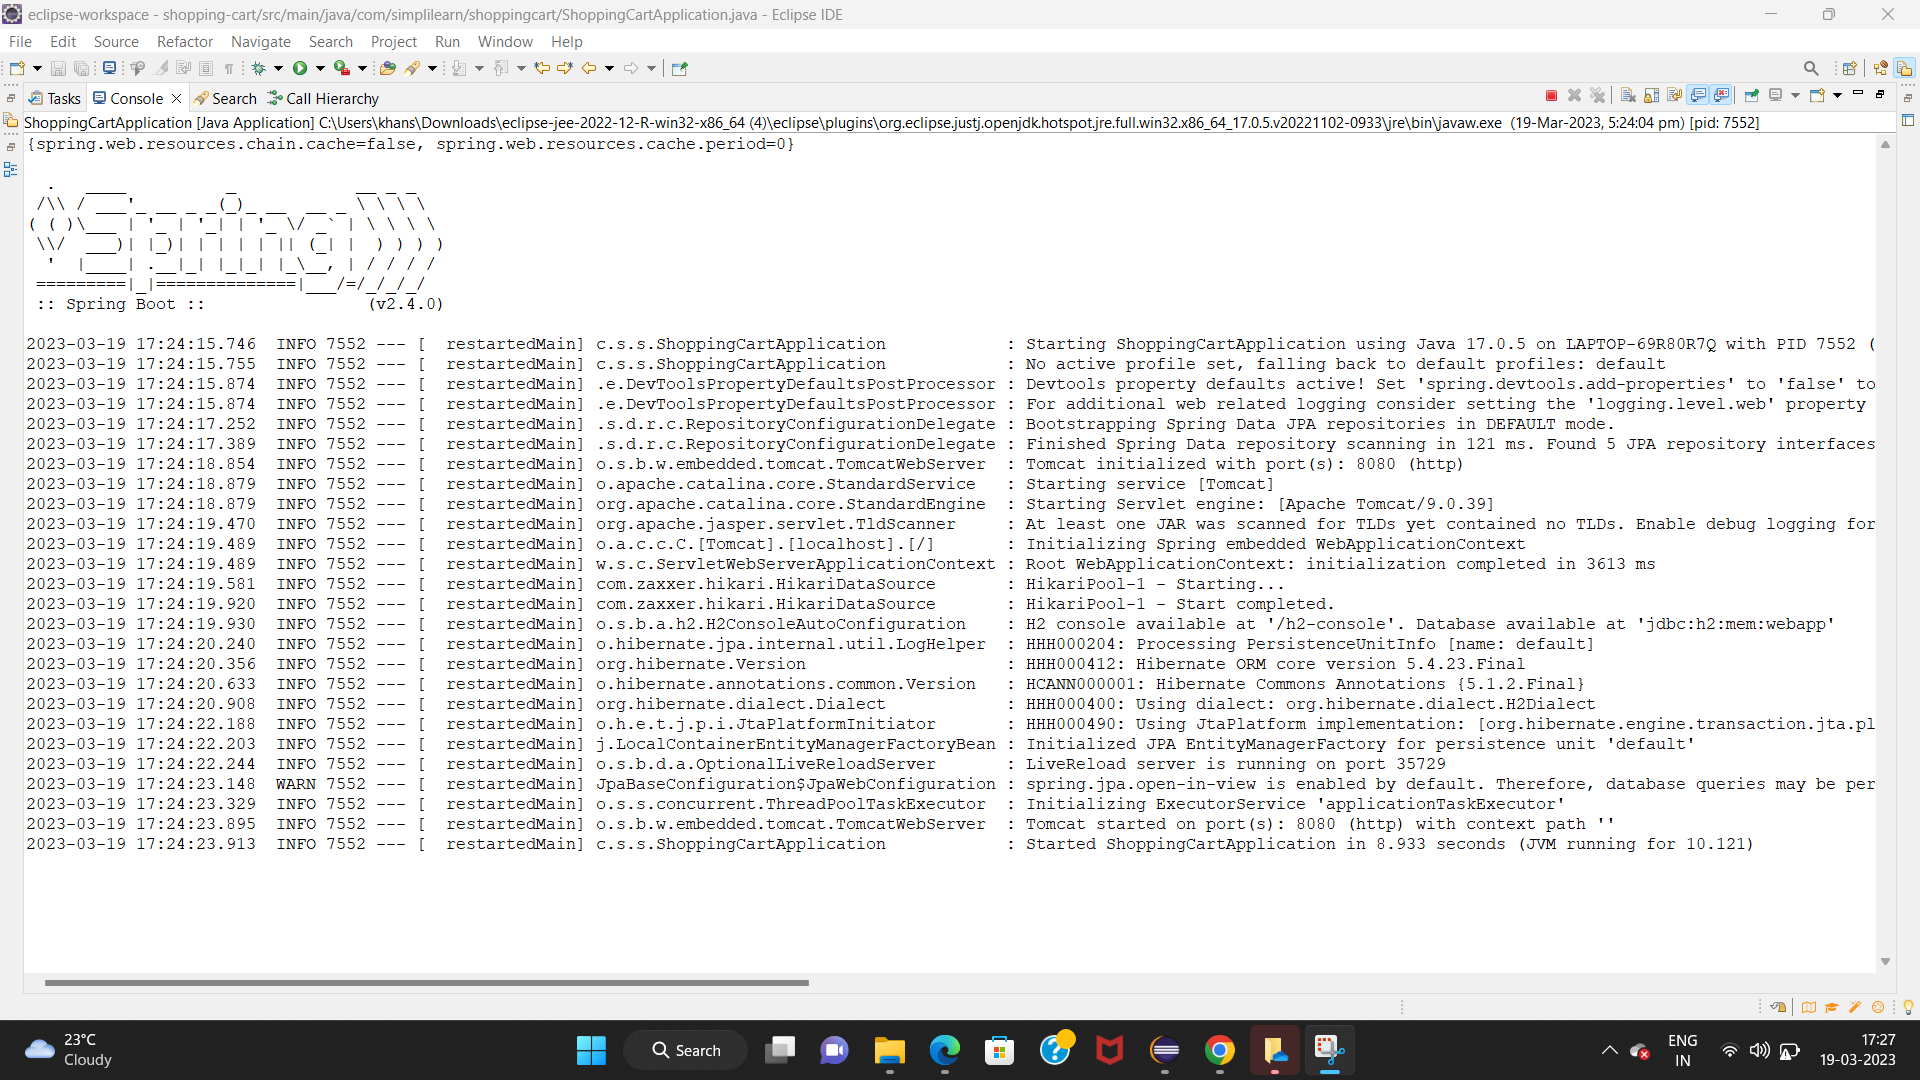 eclipse-workspace - shopping-cart/src/main/java/com/simplilearn/shoppingcart/ShoppingCartApplication.java - Eclipse IDE
File Edit Source Refactor Navigate Search Project Run Window Help
Tasks Console Search Call Hierarchy
ShoppingCartApplication [Java Application] C:\Users\khans\Downloads\eclipse-jee-2022-12-R-win32-x86_64 (4)\eclipse\plugins\org.eclipse.justj.openjdk.hotspot.jre.full.win32.x86_64_17.0.5.v20221102-0933\jre\bin\javaw.exe (19-Mar-2023, 5:24:04 pm) [pid: 7552]
{spring.web.resources.chain.cache=false, spring.web.resources.cache.period=0}
  .   ____          _            __ _ _
 /\\ / ___'_ __ _ _(_)_ __  __ _ \ \ \ \
( ( )\___ | '_ | '_| | '_ \/ _` | \ \ \ \
 \\/  ___)| |_)| | | | | || (_| |  ) ) ) )
  '  |____| .__|_| |_|_| |_\__, | / / / /
 =========|_|==============|___/=/_/_/_/
 :: Spring Boot ::                (v2.4.0)
2023-03-19 17:24:15.746  INFO 7552 --- [  restartedMain] c.s.s.ShoppingCartApplication            : Starting ShoppingCartApplication using Java 17.0.5 on LAPTOP-69R80R7Q with PID 7552 (
2023-03-19 17:24:15.755  INFO 7552 --- [  restartedMain] c.s.s.ShoppingCartApplication            : No active profile set, falling back to default profiles: default
2023-03-19 17:24:15.874  INFO 7552 --- [  restartedMain] .e.DevToolsPropertyDefaultsPostProcessor : Devtools property defaults active! Set 'spring.devtools.add-properties' to 'false' to
2023-03-19 17:24:15.874  INFO 7552 --- [  restartedMain] .e.DevToolsPropertyDefaultsPostProcessor : For additional web related logging consider setting the 'logging.level.web' property
2023-03-19 17:24:17.252  INFO 7552 --- [  restartedMain] .s.d.r.c.RepositoryConfigurationDelegate : Bootstrapping Spring Data JPA repositories in DEFAULT mode.
2023-03-19 17:24:17.389  INFO 7552 --- [  restartedMain] .s.d.r.c.RepositoryConfigurationDelegate : Finished Spring Data repository scanning in 121 ms. Found 5 JPA repository interfaces
2023-03-19 17:24:18.854  INFO 7552 --- [  restartedMain] o.s.b.w.embedded.tomcat.TomcatWebServer  : Tomcat initialized with port(s): 8080 (http)
2023-03-19 17:24:18.879  INFO 7552 --- [  restartedMain] o.apache.catalina.core.StandardService   : Starting service [Tomcat]
2023-03-19 17:24:18.879  INFO 7552 --- [  restartedMain] org.apache.catalina.core.StandardEngine  : Starting Servlet engine: [Apache Tomcat/9.0.39]
2023-03-19 17:24:19.470  INFO 7552 --- [  restartedMain] org.apache.jasper.servlet.TldScanner     : At least one JAR was scanned for TLDs yet contained no TLDs. Enable debug logging for
2023-03-19 17:24:19.489  INFO 7552 --- [  restartedMain] o.a.c.c.C.[Tomcat].[localhost].[/]       : Initializing Spring embedded WebApplicationContext
2023-03-19 17:24:19.489  INFO 7552 --- [  restartedMain] w.s.c.ServletWebServerApplicationContext : Root WebApplicationContext: initialization completed in 3613 ms
2023-03-19 17:24:19.581  INFO 7552 --- [  restartedMain] com.zaxxer.hikari.HikariDataSource       : HikariPool-1 - Starting...
2023-03-19 17:24:19.920  INFO 7552 --- [  restartedMain] com.zaxxer.hikari.HikariDataSource       : HikariPool-1 - Start completed.
2023-03-19 17:24:19.930  INFO 7552 --- [  restartedMain] o.s.b.a.h2.H2ConsoleAutoConfiguration    : H2 console available at '/h2-console'. Database available at 'jdbc:h2:mem:webapp'
2023-03-19 17:24:20.240  INFO 7552 --- [  restartedMain] o.hibernate.jpa.internal.util.LogHelper  : HHH000204: Processing PersistenceUnitInfo [name: default]
2023-03-19 17:24:20.356  INFO 7552 --- [  restartedMain] org.hibernate.Version                    : HHH000412: Hibernate ORM core version 5.4.23.Final
2023-03-19 17:24:20.633  INFO 7552 --- [  restartedMain] o.hibernate.annotations.common.Version   : HCANN000001: Hibernate Commons Annotations {5.1.2.Final}
2023-03-19 17:24:20.908  INFO 7552 --- [  restartedMain] org.hibernate.dialect.Dialect            : HHH000400: Using dialect: org.hibernate.dialect.H2Dialect
2023-03-19 17:24:22.188  INFO 7552 --- [  restartedMain] o.h.e.t.j.p.i.JtaPlatformInitiator       : HHH000490: Using JtaPlatform implementation: [org.hibernate.engine.transaction.jta.pl
2023-03-19 17:24:22.203  INFO 7552 --- [  restartedMain] j.LocalContainerEntityManagerFactoryBean : Initialized JPA EntityManagerFactory for persistence unit 'default'
2023-03-19 17:24:22.244  INFO 7552 --- [  restartedMain] o.s.b.d.a.OptionalLiveReloadServer       : LiveReload server is running on port 35729
2023-03-19 17:24:23.148  WARN 7552 --- [  restartedMain] JpaBaseConfiguration$JpaWebConfiguration : spring.jpa.open-in-view is enabled by default. Therefore, database queries may be per
2023-03-19 17:24:23.329  INFO 7552 --- [  restartedMain] o.s.s.concurrent.ThreadPoolTaskExecutor  : Initializing ExecutorService 'applicationTaskExecutor'
2023-03-19 17:24:23.895  INFO 7552 --- [  restartedMain] o.s.b.w.embedded.tomcat.TomcatWebServer  : Tomcat started on port(s): 8080 (http) with context path ''
2023-03-19 17:24:23.913  INFO 7552 --- [  restartedMain] c.s.s.ShoppingCartApplication            : Started ShoppingCartApplication in 8.933 seconds (JVM running for 10.121)
23°C
Cloudy
Search
ENG
IN
17:27
19-03-2023